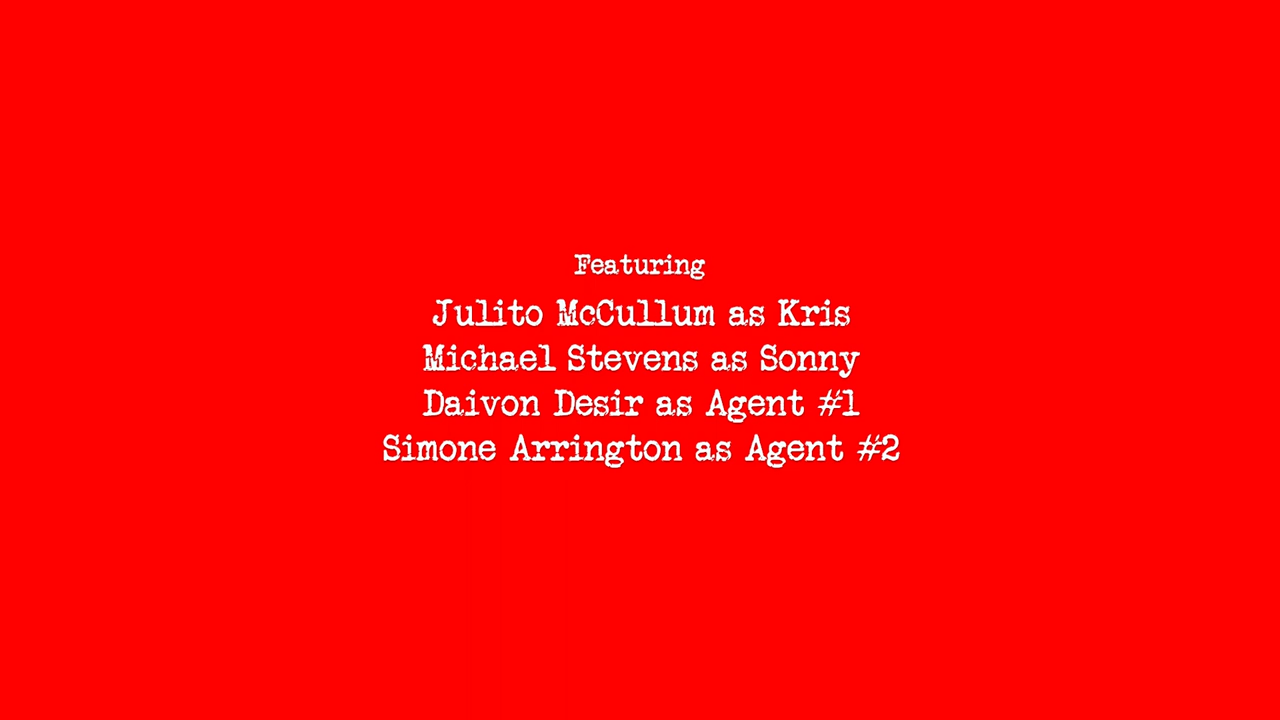 Featuring
Julito McCullum as Kris
Michael Stevens as Sonny
Daivon Desir as Agent #1
Simone Arrington as Agent #2